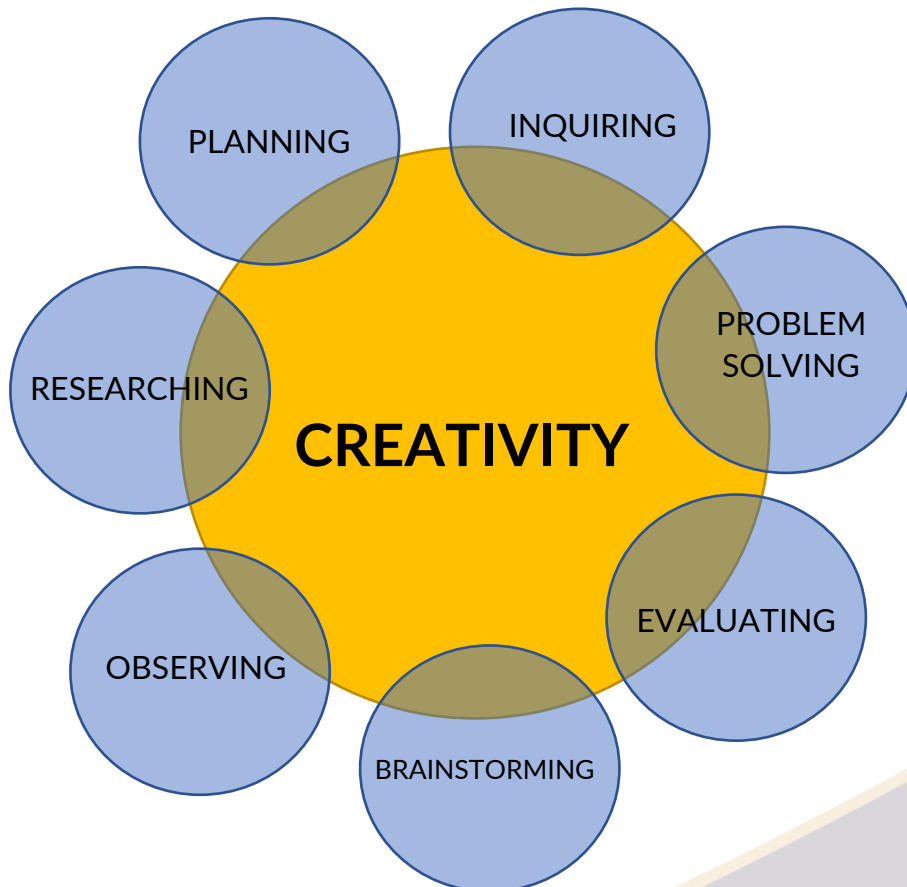 PLANNING
INQUIRING
PROBLEM
SOLVING
RESEARCHING
CREATIVITY
EVALUATING
OBSERVING
BRAINSTORMING